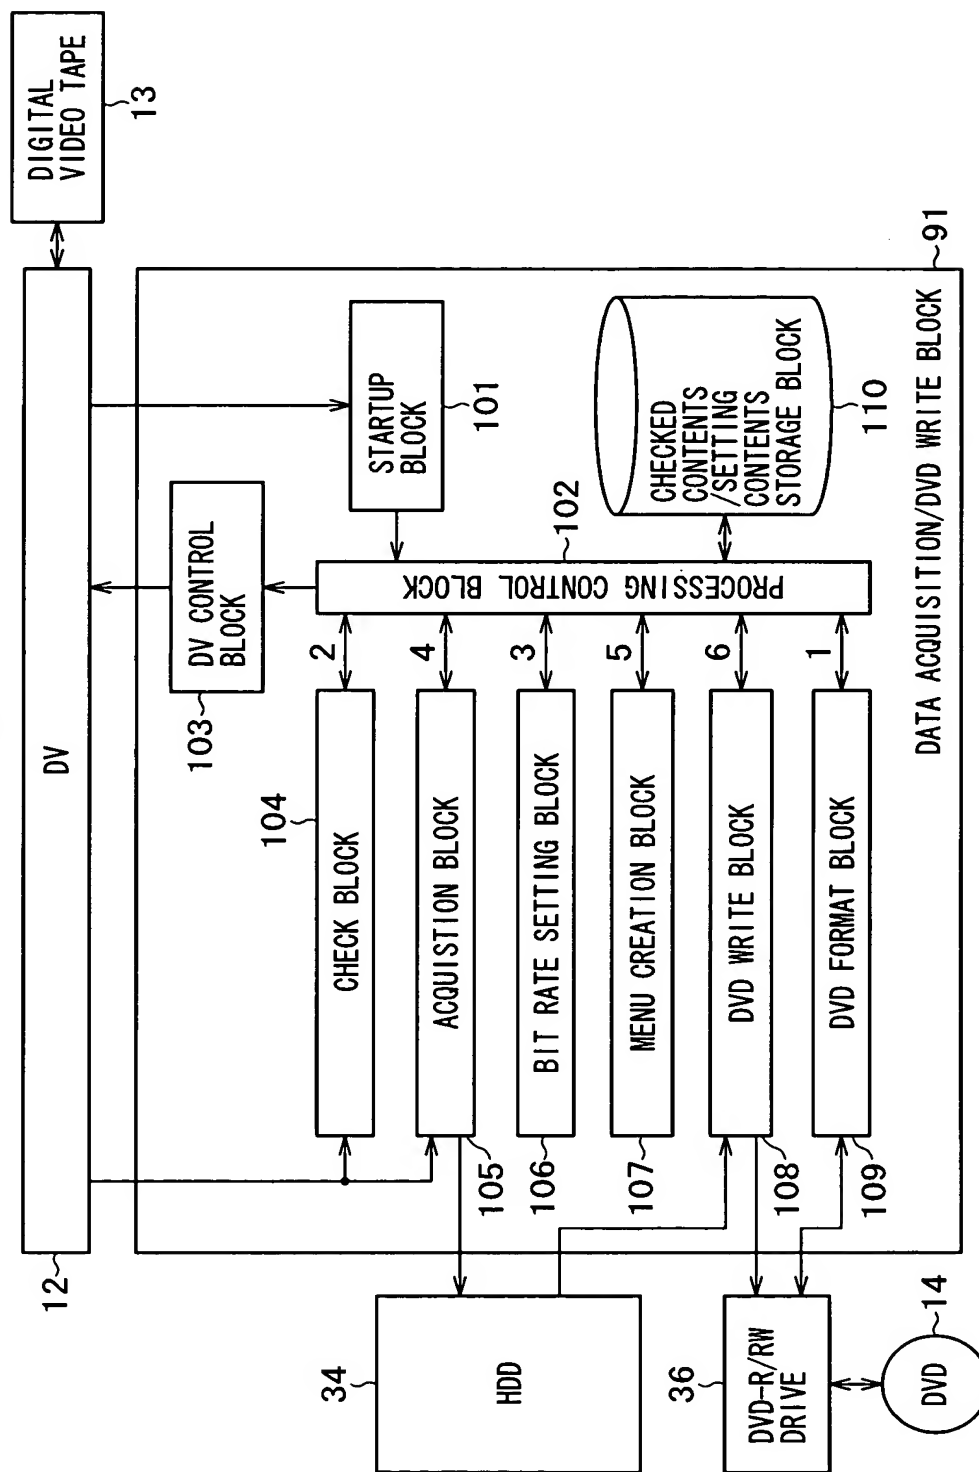 12
DV
DIGITAL
VIDEO TAPE
13
103
DV CONTROL
BLOCK
104
CHECK BLOCK
2
STARTUP
BLOCK
101
34
HDD
ACQUISTION BLOCK
105
4
PROCESSING CONTROL BLOCK
102
BIT RATE SETTING BLOCK
106
3
MENU CREATION BLOCK
107
5
CHECKED
CONTENTS
/SETTING
CONTENTS
STORAGE BLOCK
110
36
DVD-R/RW
DRIVE
DVD WRITE BLOCK
108
6
DVD FORMAT BLOCK
109
1
14
DVD
DATA ACQUISITION/DVD WRITE BLOCK
91